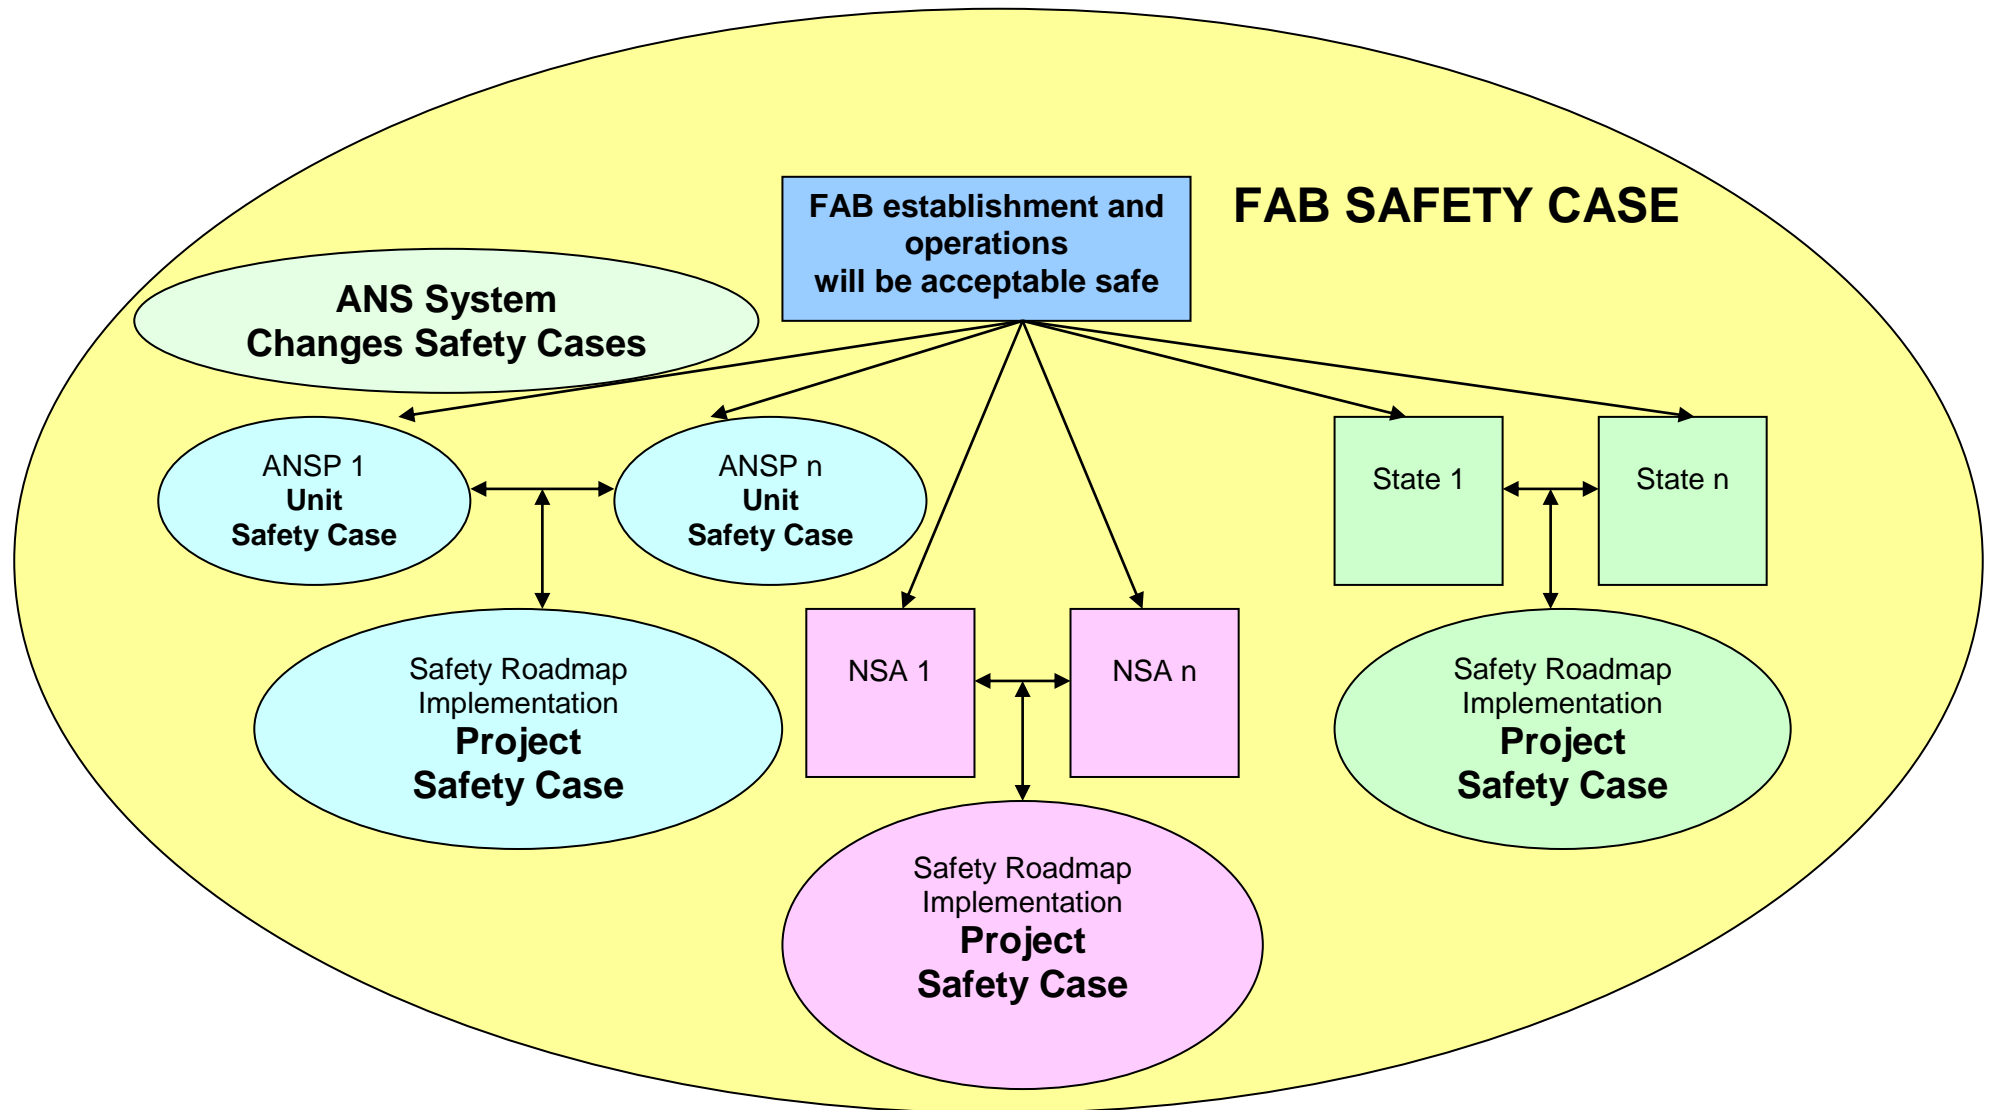 FAB SAFETY CASE
FAB establishment and
operations
will be acceptable safe
ANS System
Changes Safety Cases
ANSP 1
Unit
Safety Case
ANSP n
Unit
Safety Case
State 1
State n
Safety Roadmap
Implementation
Project
Safety Case
NSA 1
NSA n
Safety Roadmap
Implementation
Project
Safety Case
Safety Roadmap
Implementation
Project
Safety Case